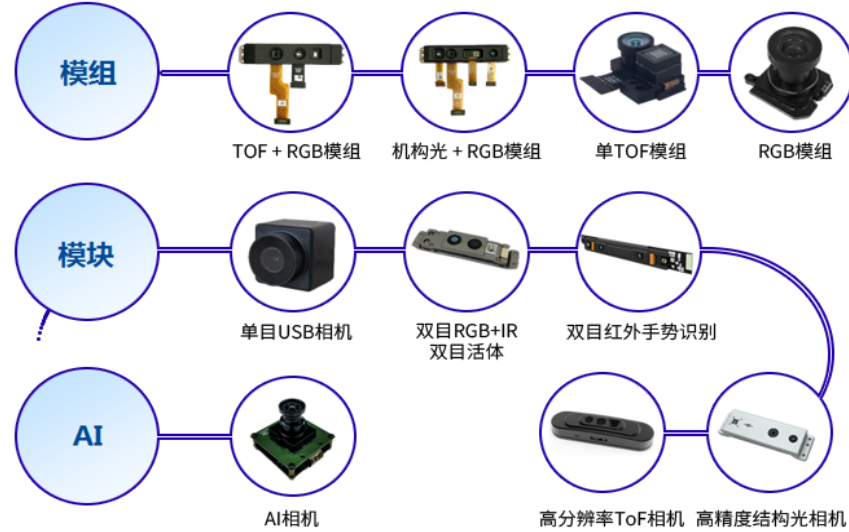 模组
TOF + RGB模组
机构光 + RGB模组
单TOF模组
RGB模组
模块
单目USB相机
双目RGB+IR
双目活体
双目红外手势识别
AI
AI相机
高分辨率ToF相机
高精度结构光相机